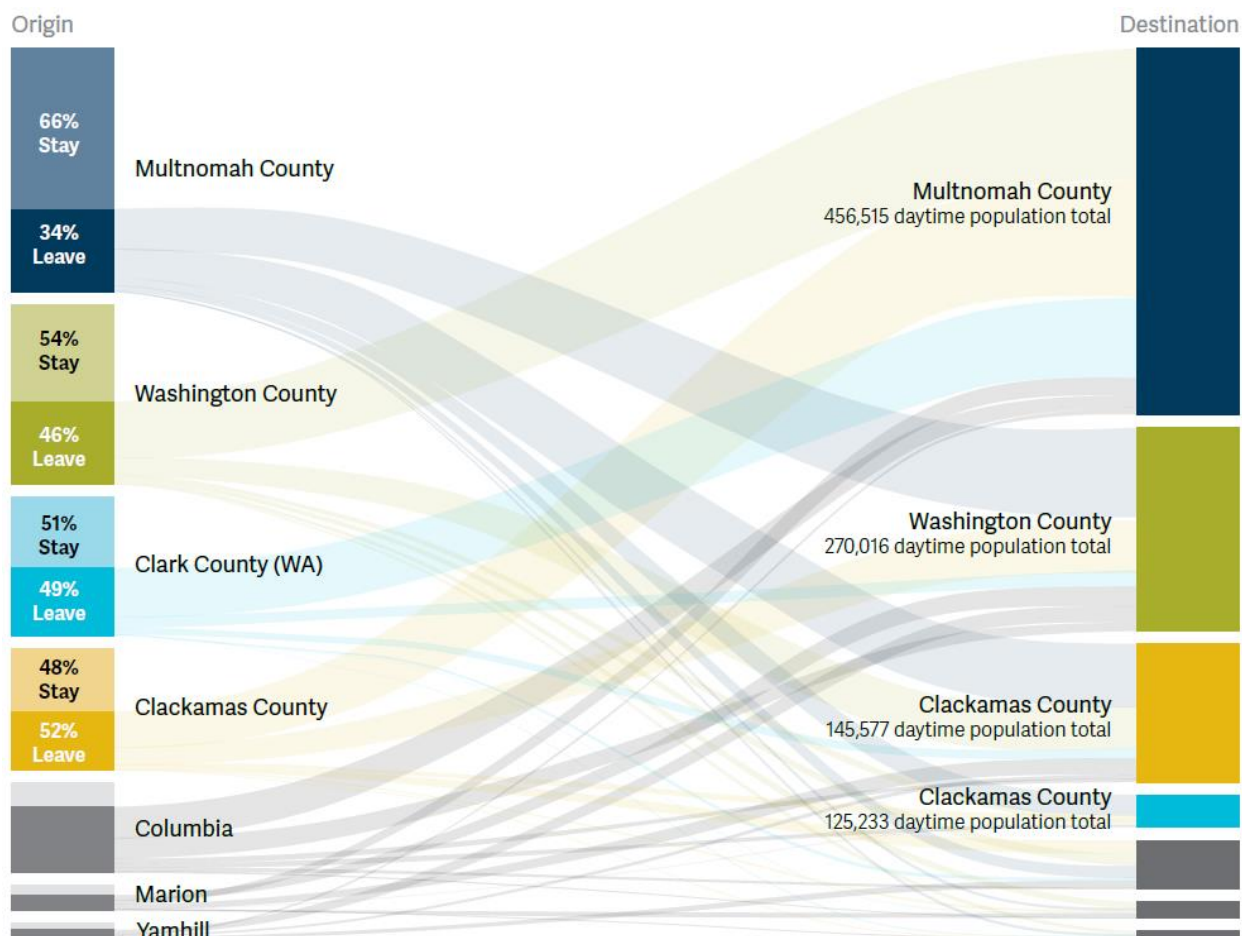 Origin
Destination
66%
Stay
Multnomah County
34%
Leave
54%
Stay
Washington County
46%
Leave
51%
Stay
Clark County (WA)
49%
Leave
48%
Stay
Clackamas County
52%
Leave
Columbia
Marion
Yamhill
Multnomah County
456,515 daytime population total
Washington County
270,016 daytime population total
Clackamas County
145,577 daytime population total
Clackamas County
125,233 daytime population total